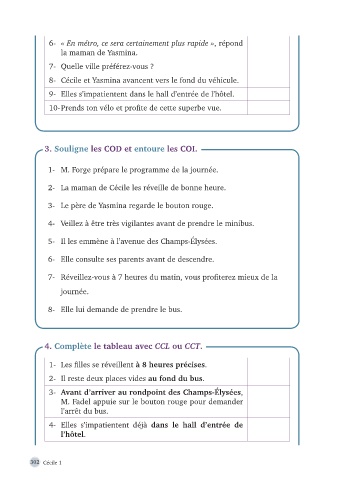 6- « En métro, ce sera certainement plus rapide », répond
la maman de Yasmina.
7- Quelle ville préférez-vous ?
8- Cécile et Yasmina avancent vers le fond du véhicule.
9- Elles s'impatientent dans le hall d'entrée de l'hôtel.
10-Prends ton vélo et profite de cette superbe vue.
3. Souligne les COD et entoure les COI.
1- M. Forge prépare le programme de la journée.
2- La maman de Cécile les réveille de bonne heure.
3- Le père de Yasmina regarde le bouton rouge.
4- Veillez à être très vigilantes avant de prendre le minibus.
5- Il les emmène à l'avenue des Champs-Élysées.
6- Elle consulte ses parents avant de descendre.
7- Réveillez-vous à 7 heures du matin, vous profiterez mieux de la
journée.
8- Elle lui demande de prendre le bus.
4. Complète le tableau avec CCL ou CCT.
1- Les filles se réveillent à 8 heures précises.
2- Il reste deux places vides au fond du bus.
3- Avant d'arriver au rondpoint des Champs-Élysées,
M. Fadel appuie sur le bouton rouge pour demander
l'arrêt du bus.
4- Elles s'impatientent déjà dans le hall d'entrée de
l'hôtel.
102 Cécile 1